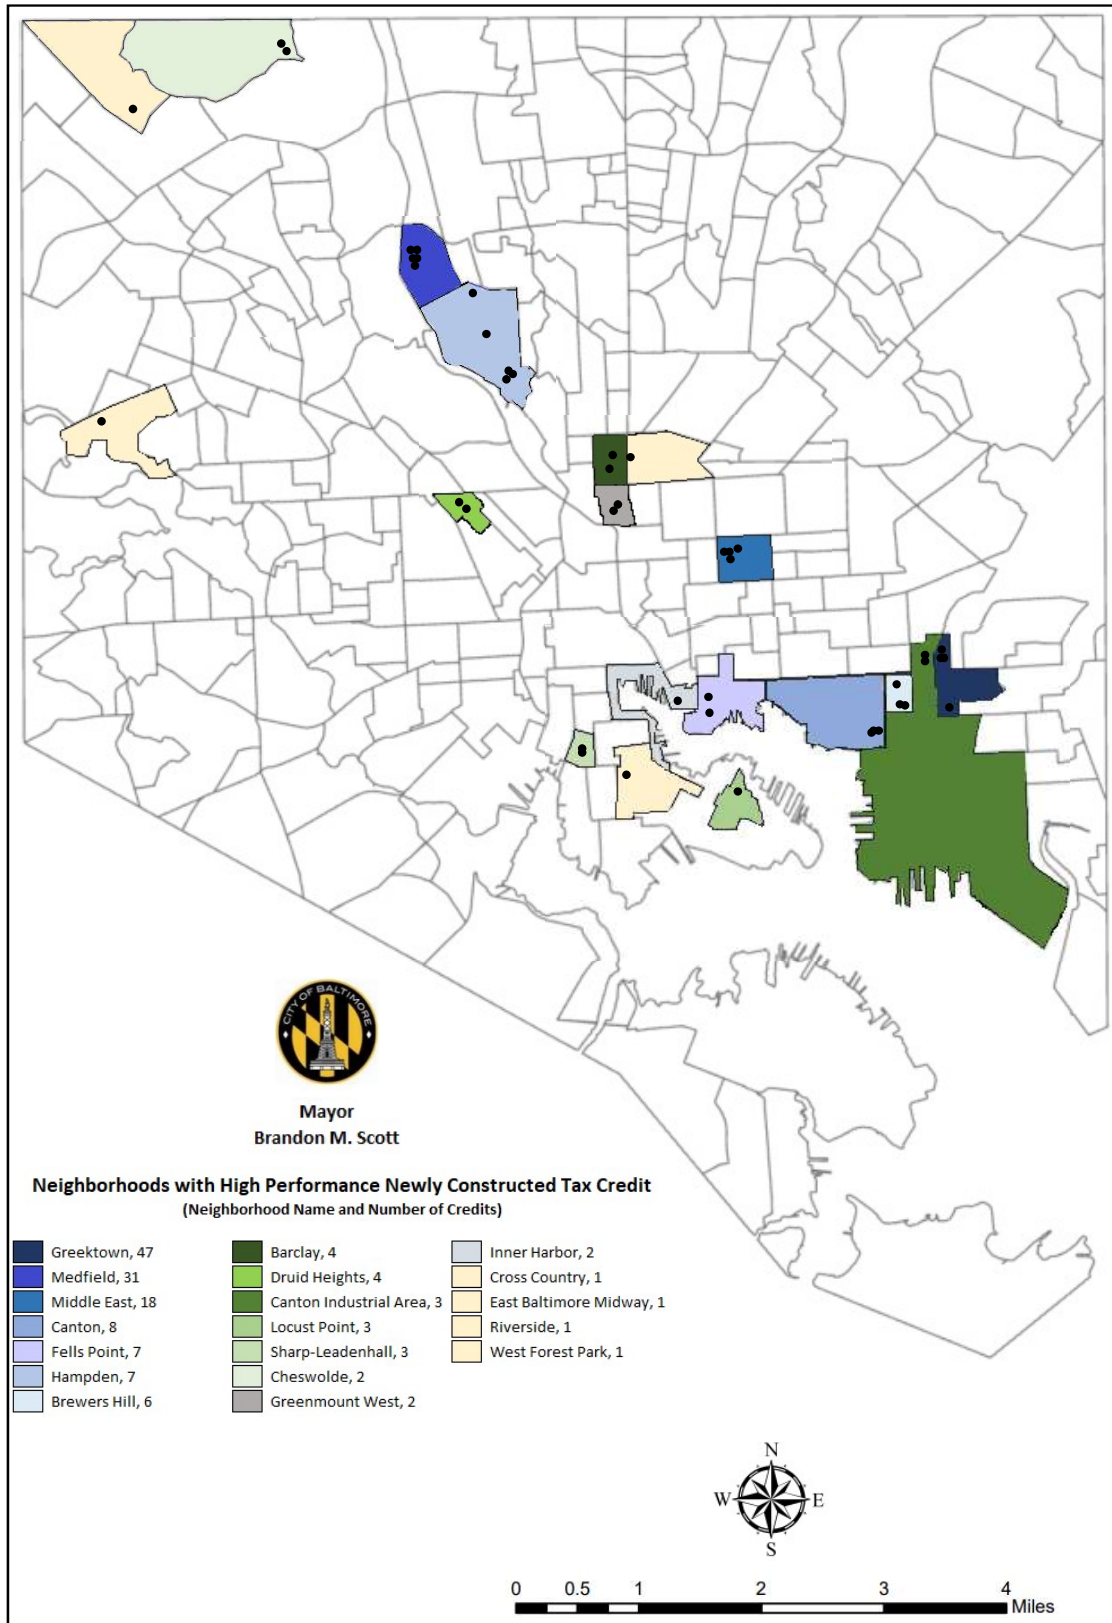 CITY OF BALTIMORE
Mayor
Brandon M. Scott
Neighborhoods with High Performance Newly Constructed Tax Credit
(Neighborhood Name and Number of Credits)
Greektown, 47
Medfield, 31
Middle East, 18
Canton, 8
Fells Point, 7
Hampden, 7
Brewers Hill, 6
Barclay, 4
Druid Heights, 4
Canton Industrial Area, 3
Locust Point, 3
Sharp-Leadenhall, 3
Cheswolde, 2
Greenmount West, 2
Inner Harbor, 2
Cross Country, 1
East Baltimore Midway, 1
Riverside, 1
West Forest Park, 1
N
W E
S
0 0.5 1 2 3 4
Miles